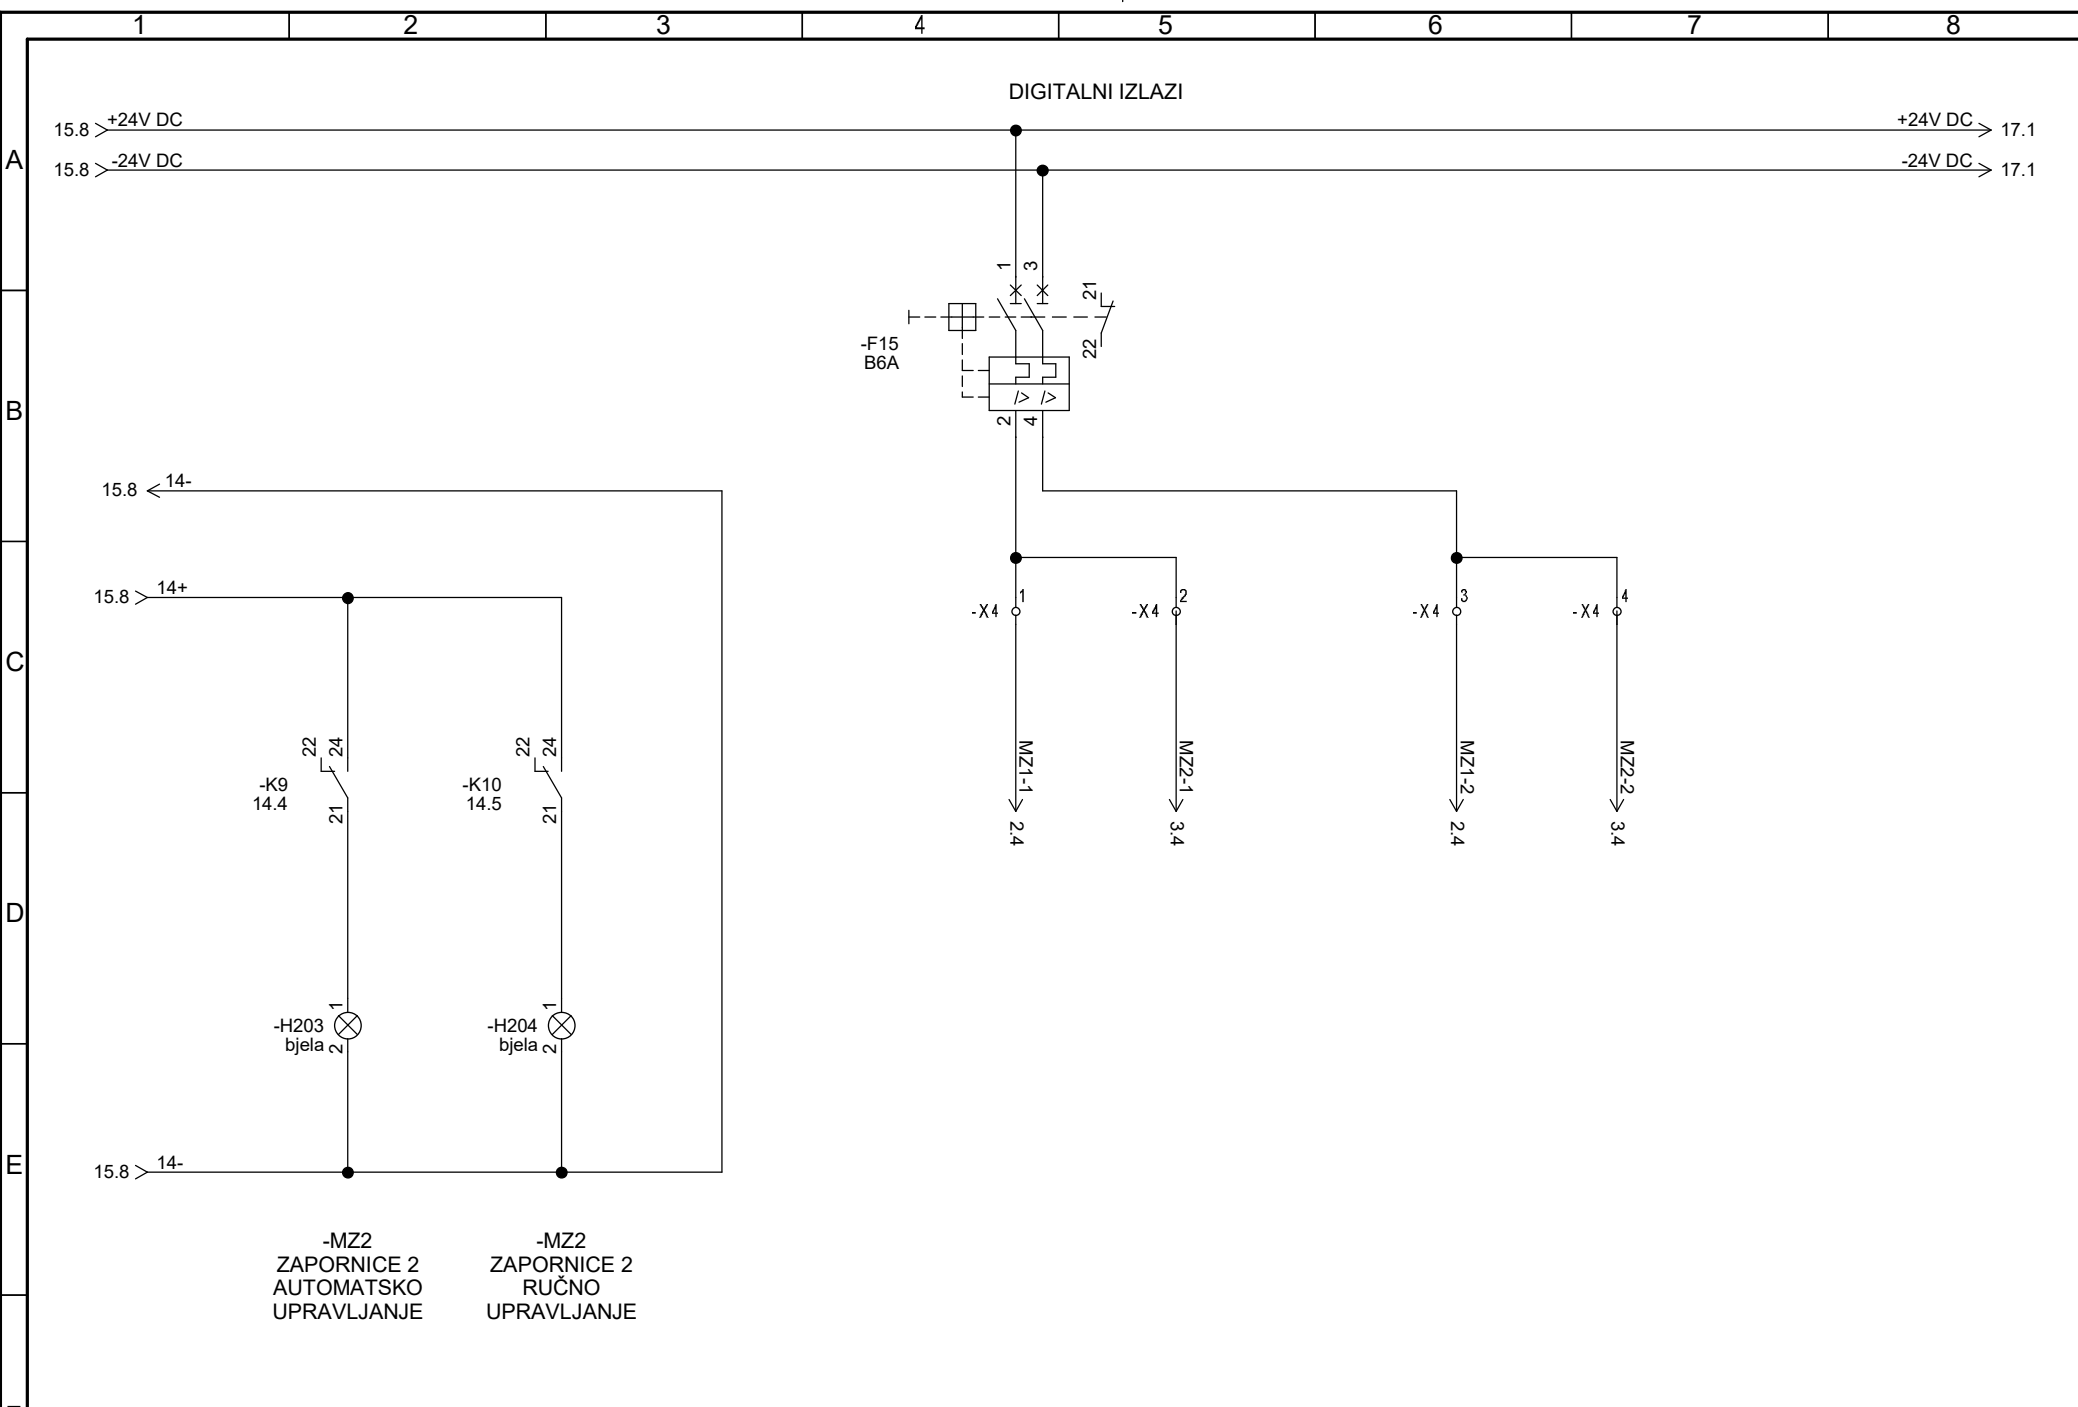 1 2 3 4 5 6 7 8
DIGITALNI IZLAZI
15.8 +24V DC +24V DC 17.1
A
15.8 -24V DC -24V DC 17.1
1 3 21
-F15 22
B6A
B
2 4
15.8 14-
15.8 14+
-X4 1 -X4 2 -X4 3 -X4 4
C
22 24 22 24
MZ1-1 MZ2-1 MZ1-2 MZ2-2
-K9 -K10
14.4 14.5
21 21
2.4 3.4 2.4 3.4
D
1 1
-H203 -H204
bjela bjela
2 2
E
15.8 14-
-MZ2 -MZ2
ZAPORNICE 2 ZAPORNICE 2
AUTOMATSKO RUČNO
UPRAVLJANJE UPRAVLJANJE